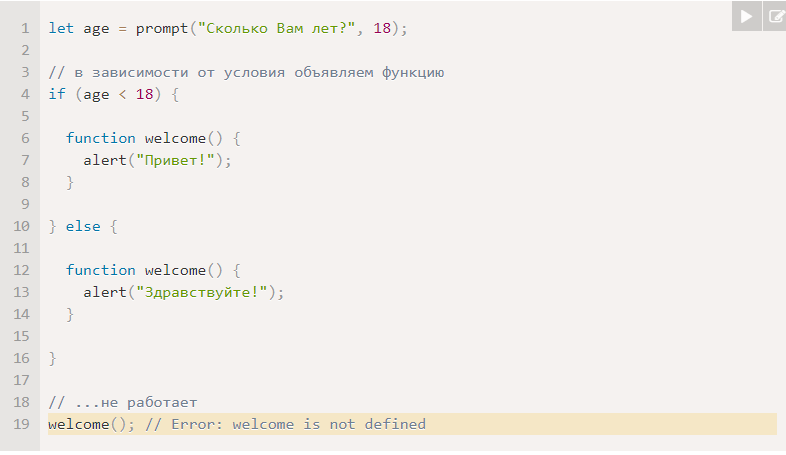 1 let age = prompt("Сколько Вам лет?", 18);
2
3 // в зависимости от условия объявляем функцию
4 if (age < 18) {
5
6   function welcome() {
7     alert("Привет!");
8   }
9
10 } else {
11
12   function welcome() {
13     alert("Здравствуйте!");
14   }
15
16 }
17
18 // ...не работает
19 welcome(); // Error: welcome is not defined